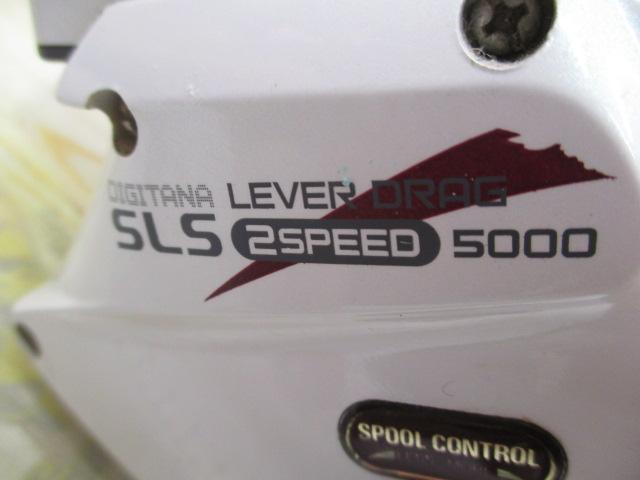 DIGITANA LEVER DRAG
SLS 2SPEED 5000
SPOOL CONTROL